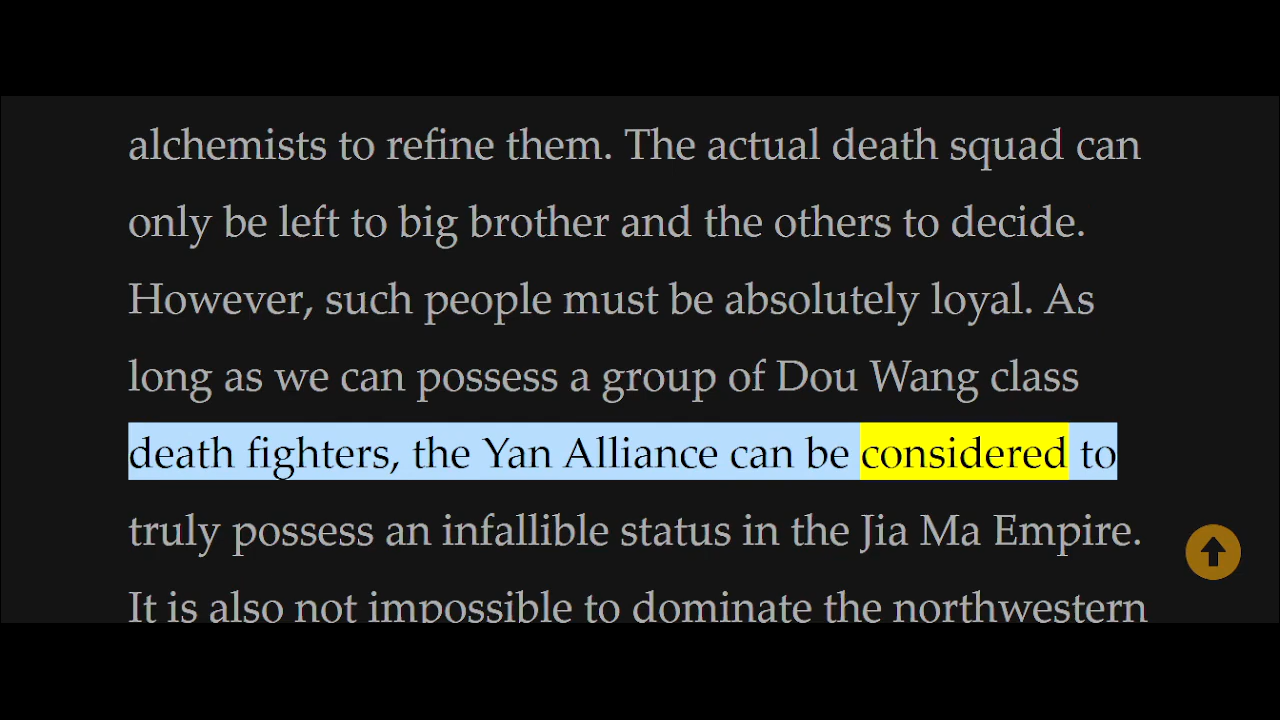 alchemists to refine them. The actual death squad can
only be left to big brother and the others to decide.
However, such people must be absolutely loyal. As
long as we can possess a group of Dou Wang class
death fighters, the Yan Alliance can be considered to
truly possess an infallible status in the Jia Ma Empire.
It is also not impossible to dominate the northwestern